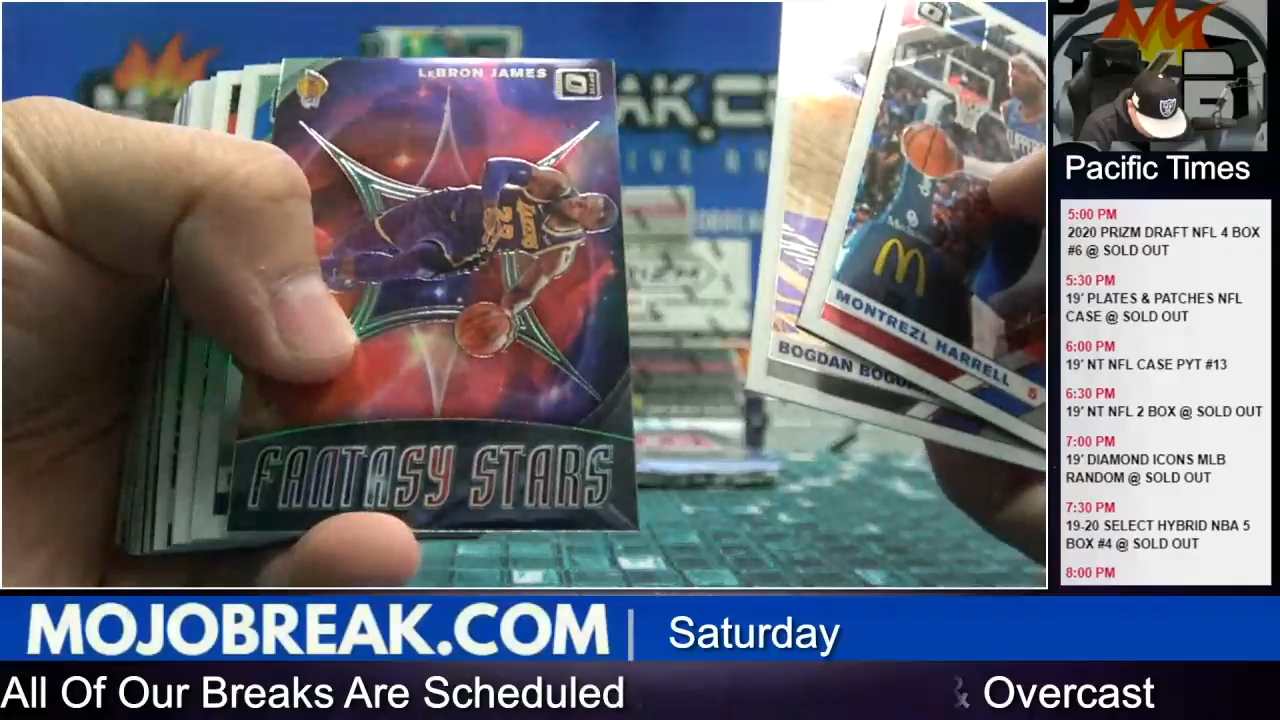 LEBRON JAMES
FANTASY STARS
MONTREZL HARRELL
BOGDAN
Pacific Times
5:00 PM
2020 PRIZM DRAFT NFL 4 BOX
#6 @ SOLD OUT
5:30 PM
19' PLATES & PATCHES NFL
CASE @ SOLD OUT
6:00 PM
19' NT NFL CASE PYT #13
6:30 PM
19' NT NFL 2 BOX @ SOLD OUT
7:00 PM
19' DIAMOND ICONS MLB
RANDOM @ SOLD OUT
7:30 PM
19-20 SELECT HYBRID NBA 5
BOX #4 @ SOLD OUT
8:00 PM
MOJOBREAK.COM | Saturday
All Of Our Breaks Are Scheduled
& Overcast